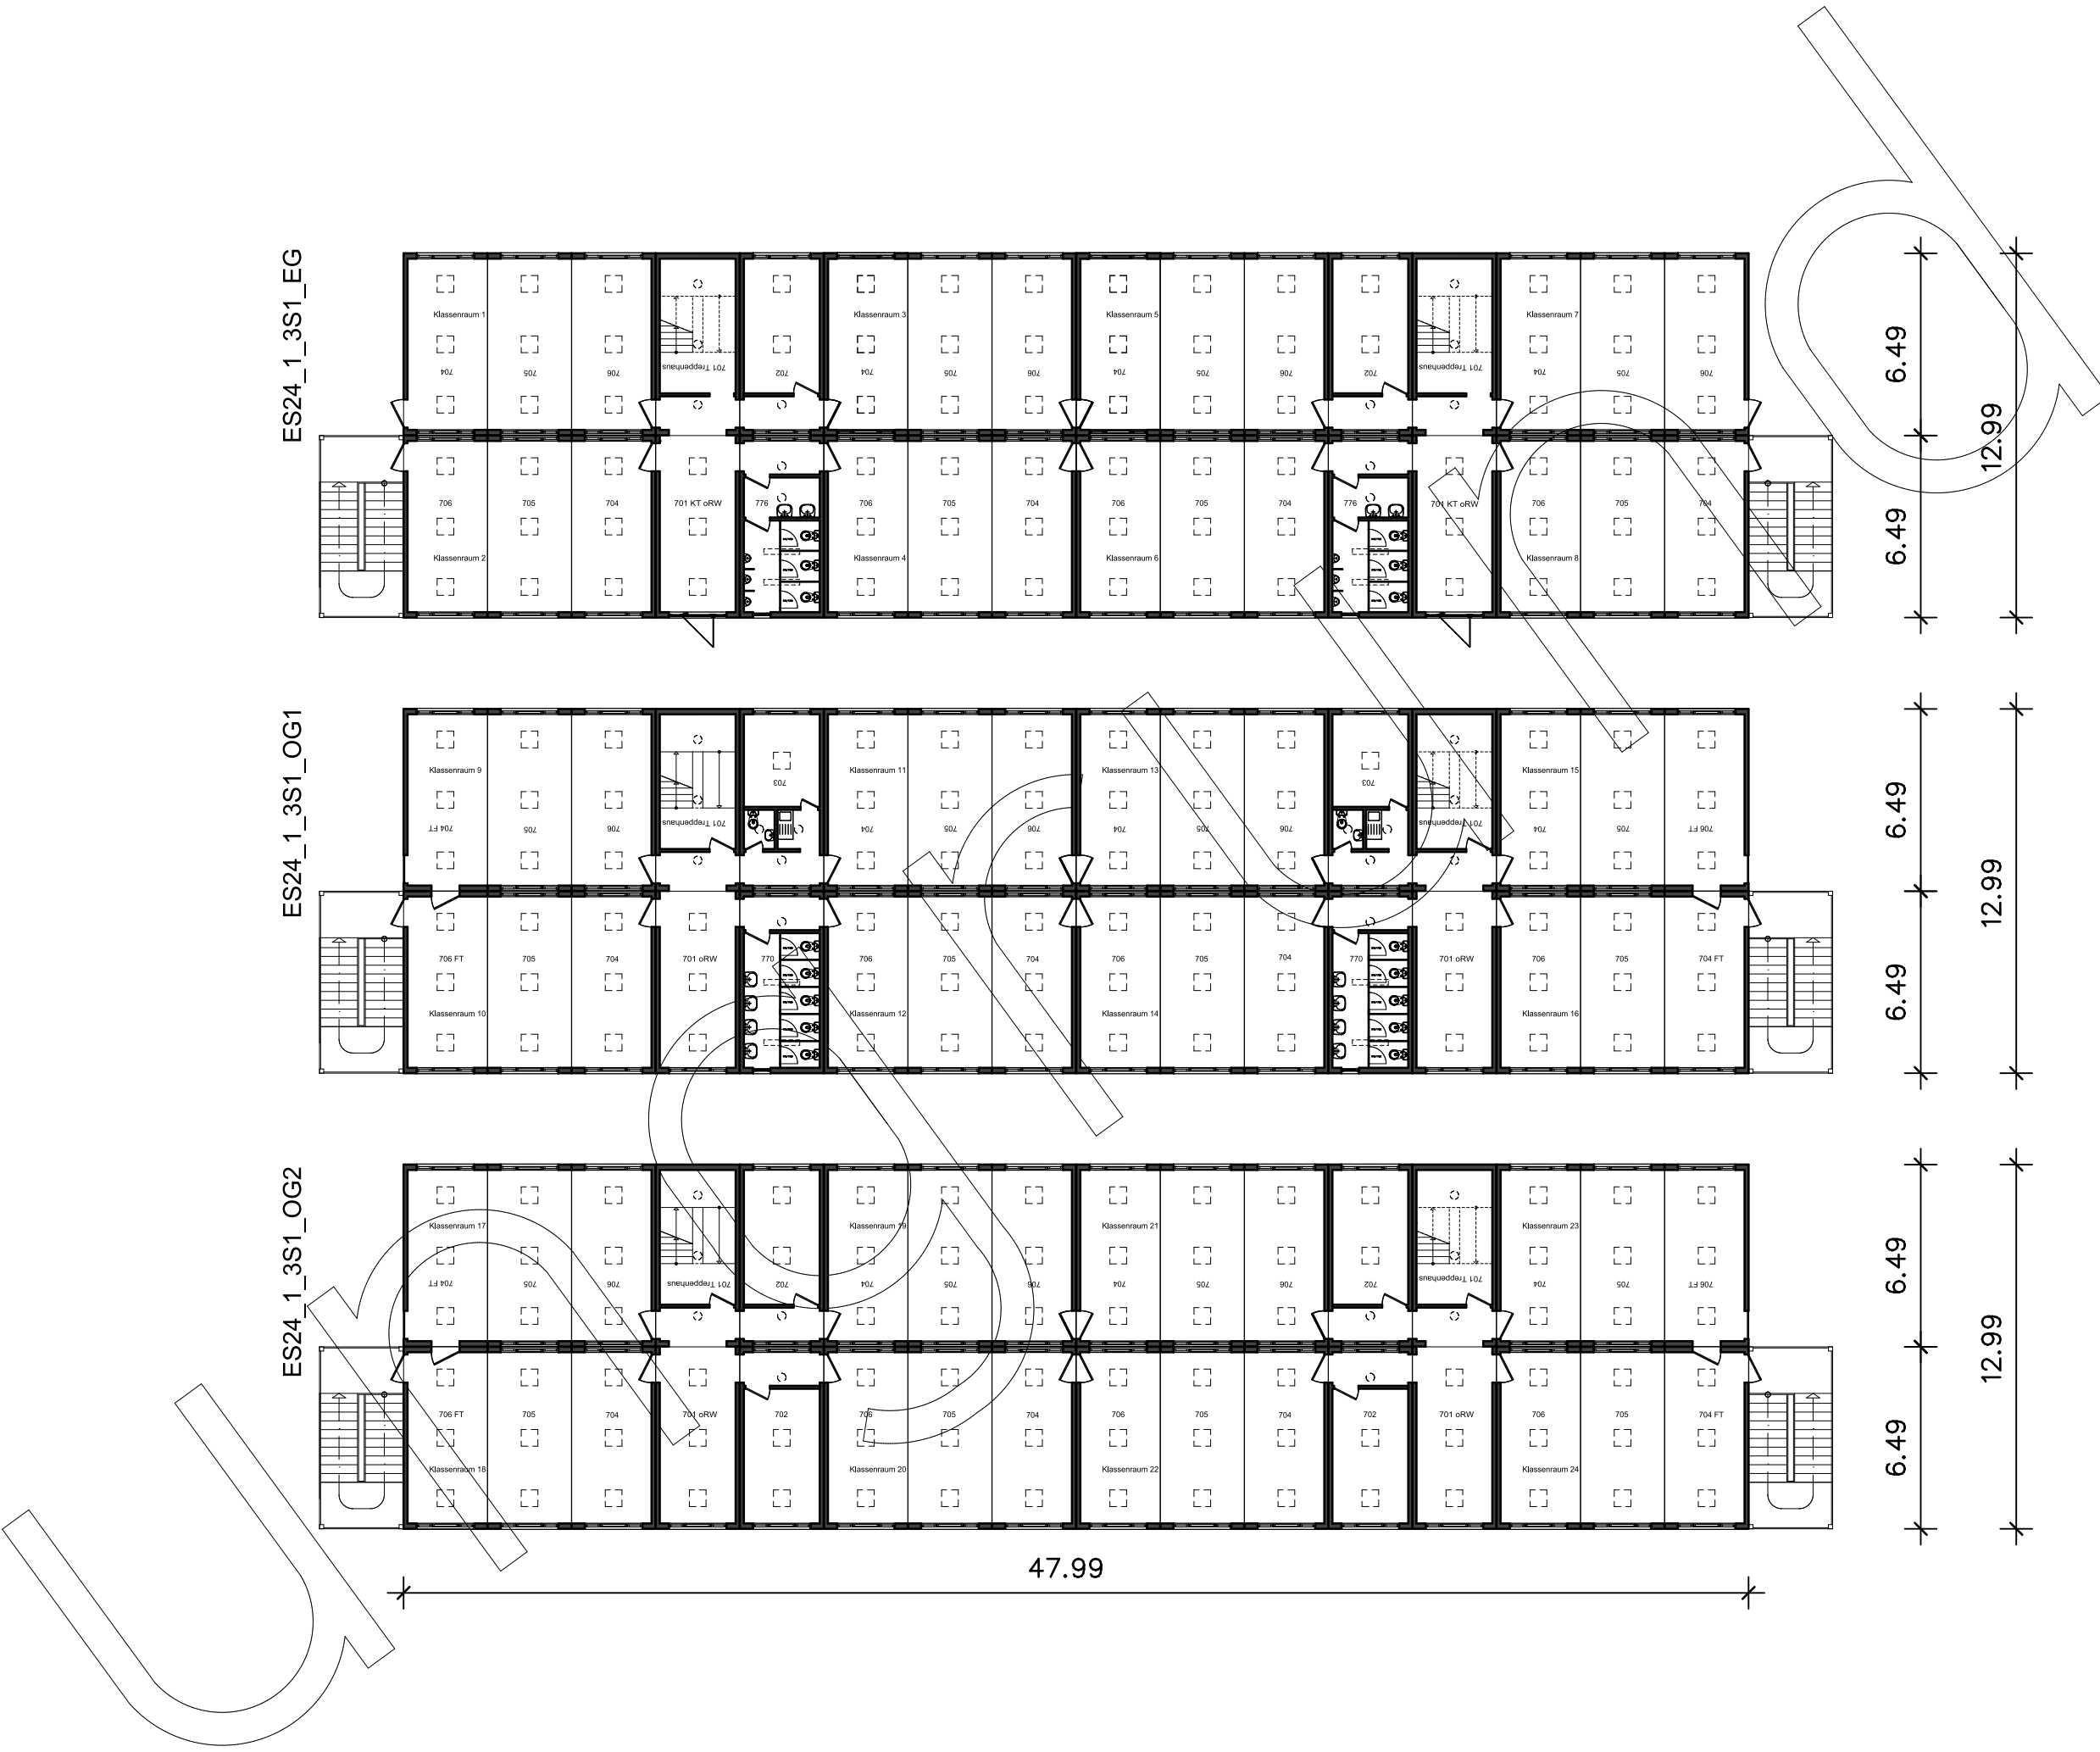 ES24_1_3S1_EG
Klassenraum 1
Klassenraum 3
Klassenraum 5
Klassenraum 7
704
705
706
701 Treppenhaus
702
704
705
706
704
705
706
702
701 Treppenhaus
704
705
706
706
705
704
701 KT oRW
776
706
705
704
706
705
704
776
701 KT oRW
706
705
704
Klassenraum 2
Klassenraum 4
Klassenraum 6
Klassenraum 8
6.49
6.49
12.99
ES24_1_3S1_OG1
Klassenraum 9
Klassenraum 11
Klassenraum 13
Klassenraum 15
704 FT
705
706
701 Treppenhaus
703
704
705
706
704
705
706
703
701 Treppenhaus
704
705
706 FT
706 FT
705
704
701 oRW
770
706
705
704
706
705
704
770
701 oRW
706
705
704 FT
Klassenraum 10
Klassenraum 12
Klassenraum 14
Klassenraum 16
6.49
6.49
12.99
ES24_1_3S1_OG2
Klassenraum 17
Klassenraum 19
Klassenraum 21
Klassenraum 23
704 FT
705
706
701 Treppenhaus
702
704
705
706
704
705
706
702
701 Treppenhaus
704
705
706 FT
706 FT
705
704
701 oRW
702
706
705
704
706
705
704
702
701 oRW
706
705
704 FT
Klassenraum 18
Klassenraum 20
Klassenraum 22
Klassenraum 24
6.49
6.49
12.99
47.99
ungrund